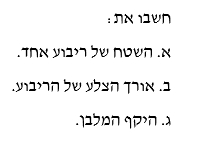 חשבו את:
א. השטח של ריבוע אחד.
ב. אורך הצלע של הריבוע.
ג. היקף המלבן.